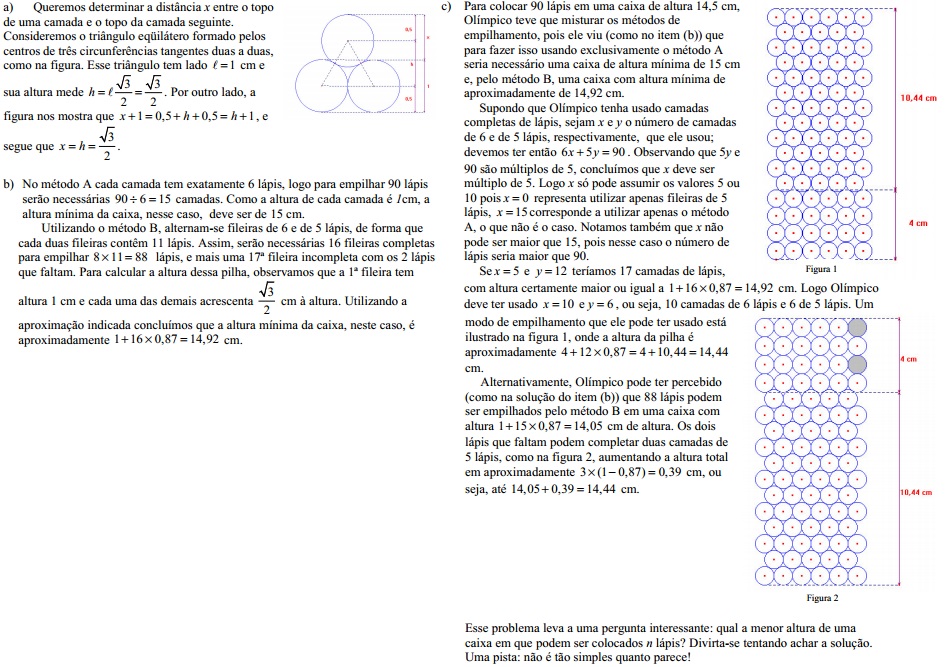 a) Queremos determinar a distância x entre o topo
de uma camada e o topo da camada seguinte.
Consideremos o triângulo eqüilátero formado pelos
centros de três circunferências tangentes duas a duas,
como na figura. Esse triângulo tem lado ℓ = 1 cm e
sua altura mede h = ℓ √3/2 = √3/2. Por outro lado, a
figura nos mostra que x + 1 = 0,5 + h + 0,5 = h + 1, e
segue que x = h = √3/2.
0,5
x
h
1
0,5
b) No método A cada camada tem exatamente 6 lápis, logo para empilhar 90 lápis
serão necessárias 90 ÷ 6 = 15 camadas. Como a altura de cada camada é 1cm, a
altura mínima da caixa, nesse caso, deve ser de 15 cm.
Utilizando o método B, alternam-se fileiras de 6 e de 5 lápis, de forma que
cada duas fileiras contêm 11 lápis. Assim, serão necessárias 16 fileiras completas
para empilhar 8×11 = 88 lápis, e mais uma 17ª fileira incompleta com os 2 lápis
que faltam. Para calcular a altura dessa pilha, observamos que a 1ª fileira tem
altura 1 cm e cada uma das demais acrescenta √3/2 cm à altura. Utilizando a
aproximação indicada concluímos que a altura mínima da caixa, neste caso, é
aproximadamente 1 + 16 × 0,87 = 14,92 cm.
c) Para colocar 90 lápis em uma caixa de altura 14,5 cm,
Olímpico teve que misturar os métodos de
empilhamento, pois ele viu (como no item (b)) que
para fazer isso usando exclusivamente o método A
seria necessário uma caixa de altura mínima de 15 cm
e, pelo método B, uma caixa com altura mínima de
aproximadamente de 14,92 cm.
Supondo que Olímpico tenha usado camadas
completas de lápis, sejam x e y o número de camadas
de 6 e de 5 lápis, respectivamente, que ele usou;
devemos ter então 6x + 5y = 90. Observando que 5y e
90 são múltiplos de 5, concluímos que x deve ser
múltiplo de 5. Logo x só pode assumir os valores 5 ou
10 pois x = 0 representa utilizar apenas fileiras de 5
lápis, x = 15 corresponde a utilizar apenas o método
A, o que não é o caso. Notamos também que x não
pode ser maior que 15, pois nesse caso o número de
lápis seria maior que 90.
Se x = 5 e y = 12 teríamos 17 camadas de lápis,
com altura certamente maior ou igual a 1 + 16 × 0,87 = 14,92 cm. Logo Olímpico
deve ter usado x = 10 e y = 6, ou seja, 10 camadas de 6 lápis e 6 de 5 lápis. Um
modo de empilhamento que ele pode ter usado está
ilustrado na figura 1, onde a altura da pilha é
aproximadamente 4 + 12 × 0,87 = 4 + 10,44 = 14,44
cm.
Alternativamente, Olímpico pode ter percebido
(como na solução do item (b)) que 88 lápis podem
ser empilhados pelo método B em uma caixa com
altura 1 + 15 × 0,87 = 14,05 cm de altura. Os dois
lápis que faltam podem completar duas camadas de
5 lápis, como na figura 2, aumentando a altura total
em aproximadamente 3 × (1 − 0,87) = 0,39 cm, ou
seja, até 14,05 + 0,39 = 14,44 cm.
10,44 cm
4 cm
Figura 1
4 cm
10,44 cm
Figura 2
Esse problema leva a uma pergunta interessante: qual a menor altura de uma
caixa em que podem ser colocados n lápis? Divirta-se tentando achar a solução.
Uma pista: não é tão simples quanto parece!